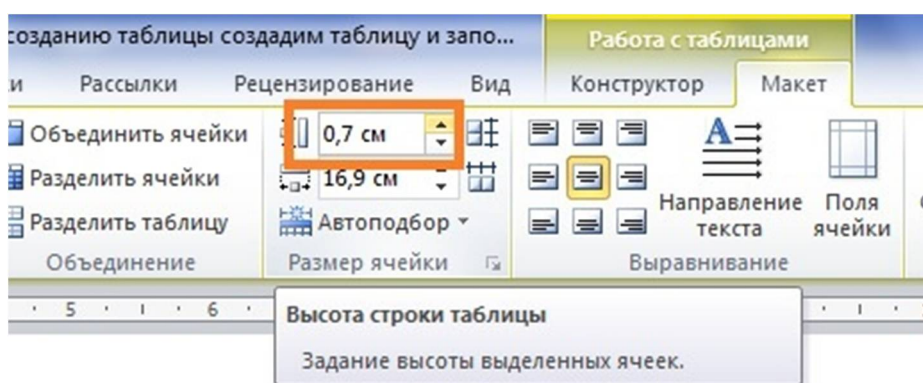 созданию таблицы создадим таблицу и запо...
Работа с таблицами
Рассылки Рецензирование Вид Конструктор Макет
Объединить ячейки
0,7 см
Разделить ячейки
16,9 см
Разделить таблицу
Автоподбор
Направление текста
Поля ячейки
Объединение
Размер ячейки
Выравнивание
5 6
Высота строки таблицы
Задание высоты выделенных ячеек.